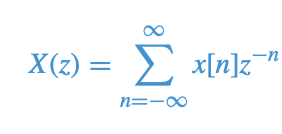 X(z) = ∑_{n=−∞}^{∞} x[n]z^{−n}